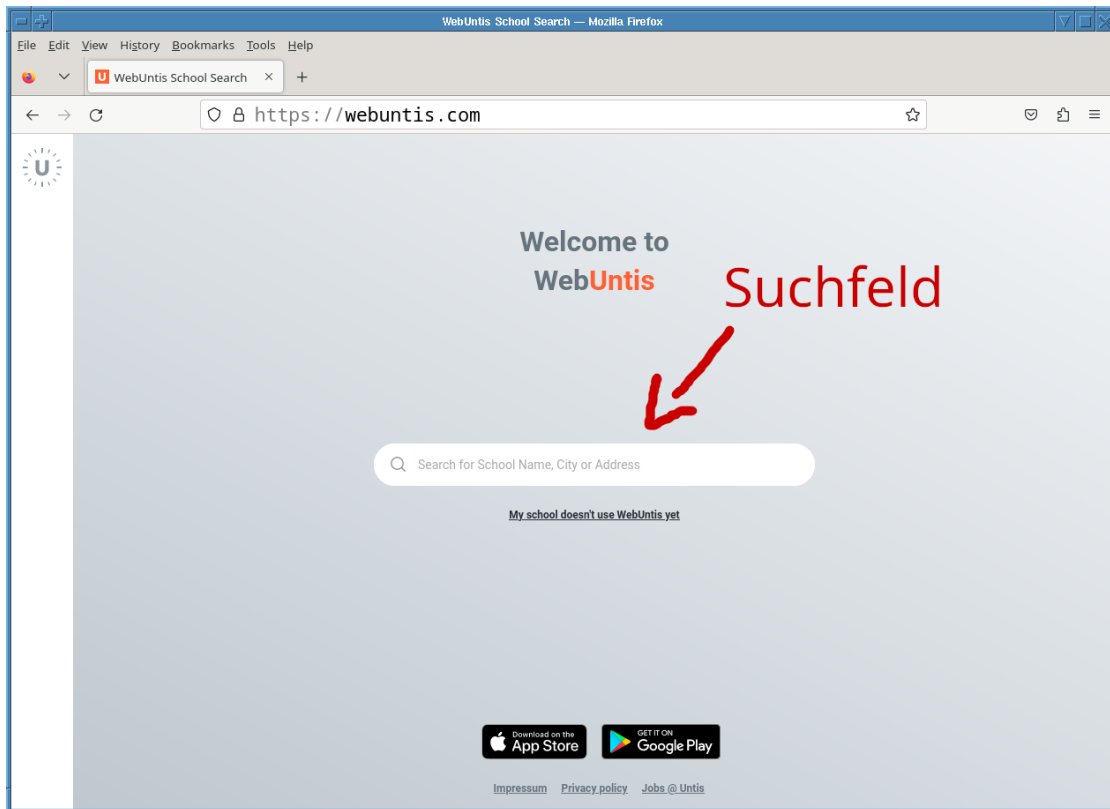 WebUntis School Search — Mozilla Firefox
File Edit View History Bookmarks Tools Help
U WebUntis School Search
https://webuntis.com
U
Welcome to
WebUntis
Suchfeld
Search for School Name, City or Address
My school doesn't use WebUntis yet
Download on the
App Store
GET IT ON
Google Play
Impressum Privacy policy Jobs @ Untis